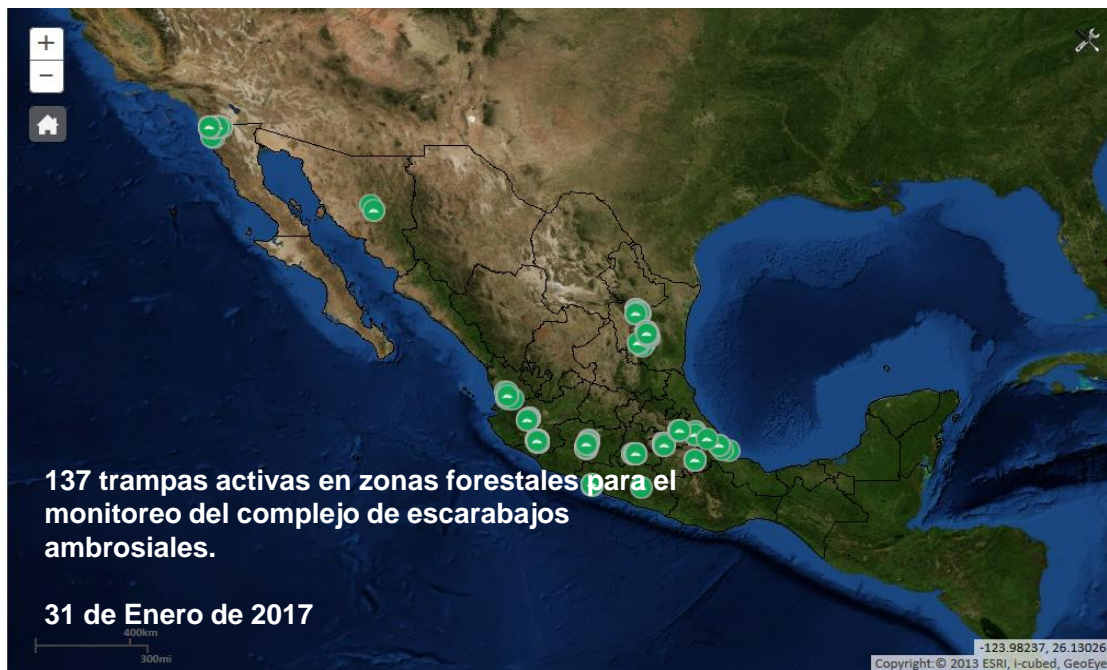 +
−
137 trampas activas en zonas forestales para el
monitoreo del complejo de escarabajos
ambrosiales.
31 de Enero de 2017
400km
300mi
-123.98237, 26.13026
Copyright:© 2013 ESRI, i-cubed, GeoEye